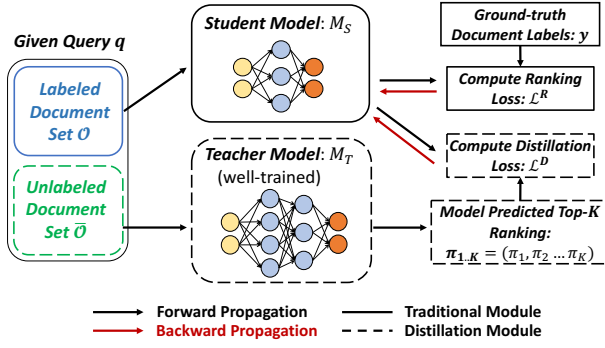 Given Query q
Labeled
Document
Set 𝒪
Unlabeled
Document
Set 𝒪̄
Student Model: M_S
Teacher Model: M_T
(well-trained)
Ground-truth
Document Labels: y
Compute Ranking
Loss: ℒ^R
Compute Distillation
Loss: ℒ^D
Model Predicted Top-K
Ranking:
π_{1..K} = (π_1, π_2 ... π_K)
Forward Propagation
Backward Propagation
Traditional Module
Distillation Module